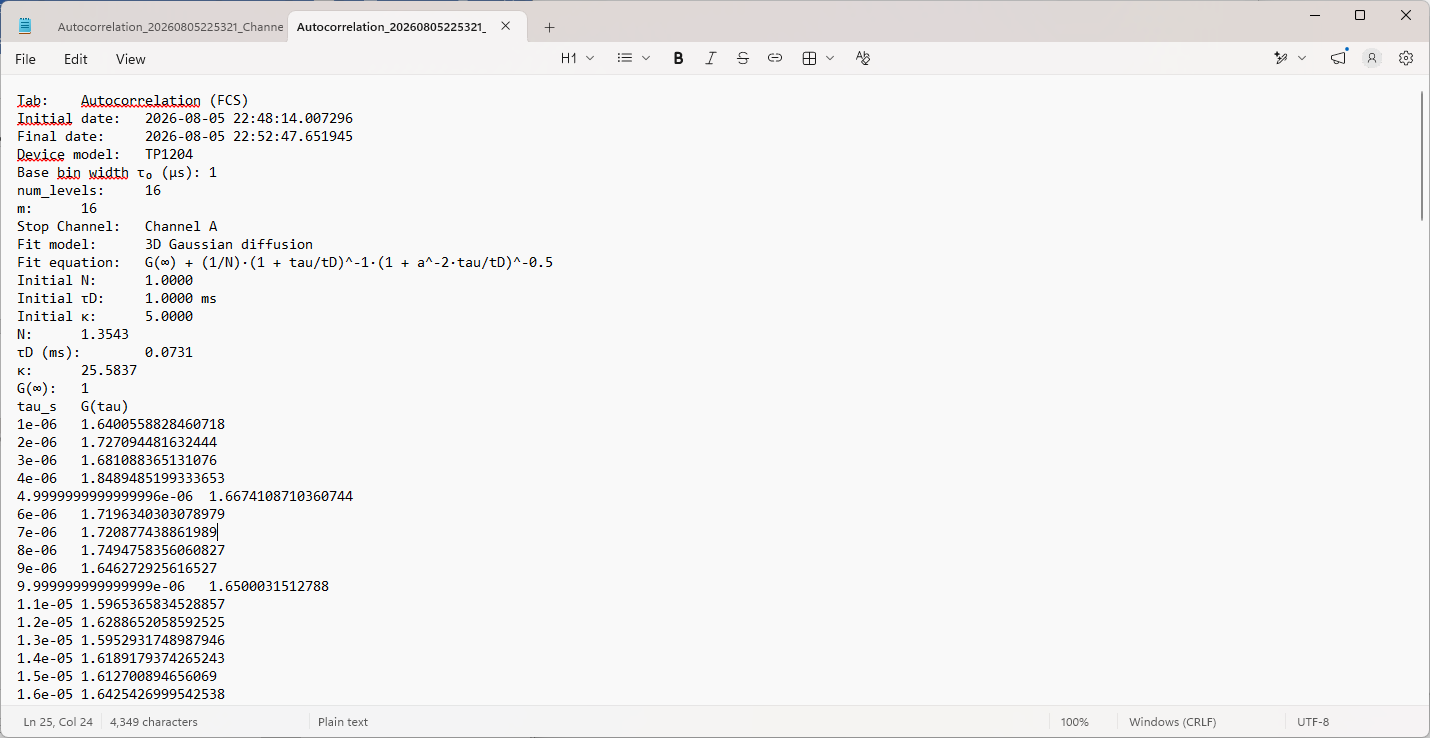 Autocorrelation_20260805225321_Channe
Autocorrelation_20260805225321_
File Edit View
H1
Tab: Autocorrelation (FCS)
Initial date: 2026-08-05 22:48:14.007296
Final date: 2026-08-05 22:52:47.651945
Device model: TP1204
Base bin width τ₀ (µs): 1
num_levels: 16
m: 16
Stop Channel: Channel A
Fit model: 3D Gaussian diffusion
Fit equation: G(∞) + (1/N)·(1 + tau/tD)^-1·(1 + a^-2·tau/tD)^-0.5
Initial N: 1.0000
Initial τD: 1.0000 ms
Initial κ: 5.0000
N: 1.3543
τD (ms): 0.0731
κ: 25.5837
G(∞): 1
tau_s G(tau)
1e-06 1.6400558828460718
2e-06 1.727094481632444
3e-06 1.681088365131076
4e-06 1.8489485199333653
4.9999999999999996e-06 1.6674108710360744
6e-06 1.7196340303078979
7e-06 1.720877438861989
8e-06 1.7494758356060827
9e-06 1.646272925616527
9.999999999999999e-06 1.6500031512788
1.1e-05 1.5965365834528857
1.2e-05 1.6288652058592525
1.3e-05 1.5952931748987946
1.4e-05 1.6189179374265243
1.5e-05 1.612700894656069
1.6e-05 1.6425426999542538
Ln 25, Col 24 4,349 characters Plain text 100% Windows (CRLF) UTF-8